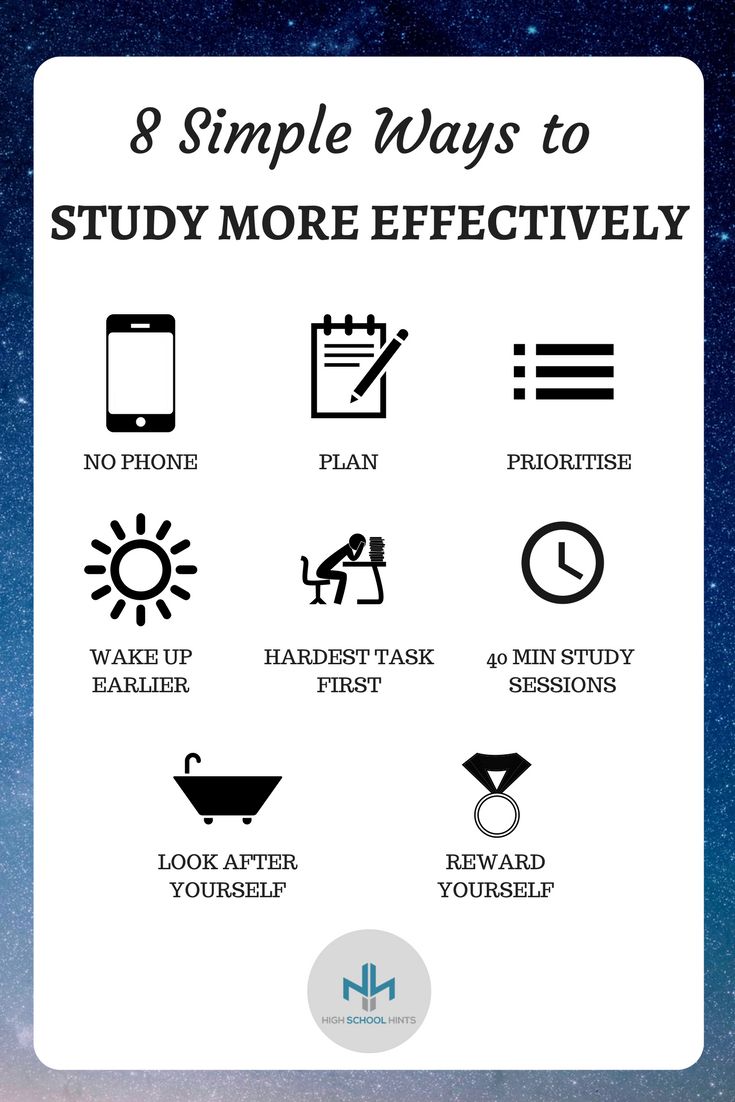 8 Simple Ways to
STUDY MORE EFFECTIVELY
NO PHONE
PLAN
PRIORITISE
WAKE UP
EARLIER
HARDEST TASK
FIRST
40 MIN STUDY
SESSIONS
LOOK AFTER
YOURSELF
REWARD
YOURSELF
HIGH SCHOOL HINTS